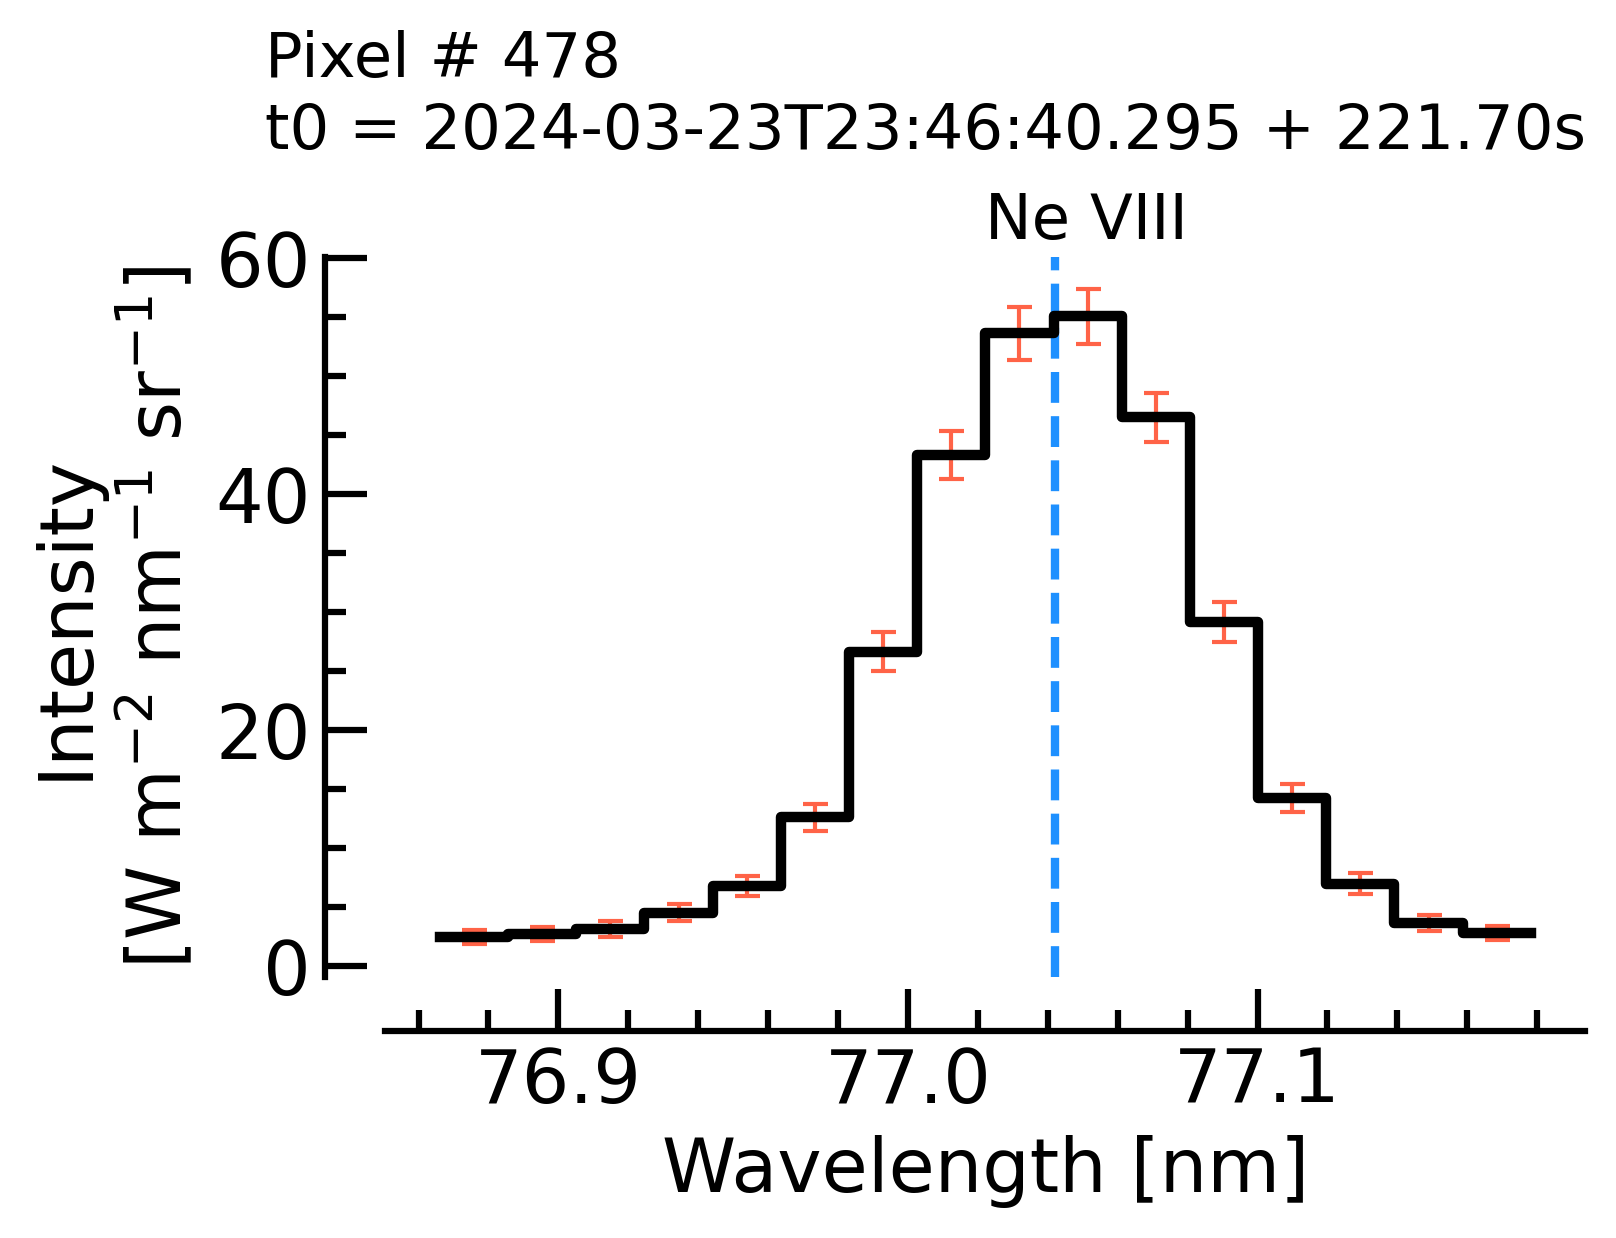 Pixel # 478
t0 = 2024-03-23T23:46:40.295 + 221.70s
Ne VIII
Intensity
[W m⁻² nm⁻¹ sr⁻¹]
60
40
20
0
76.9
77.0
77.1
Wavelength [nm]